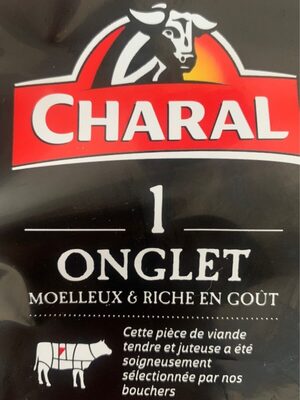 CHARAL
1
ONGLET
MOELLEUX & RICHE EN GOÛT
Cette pièce de viande
tendre et juteuse a été
soigneusement
sélectionnée par nos
bouchers